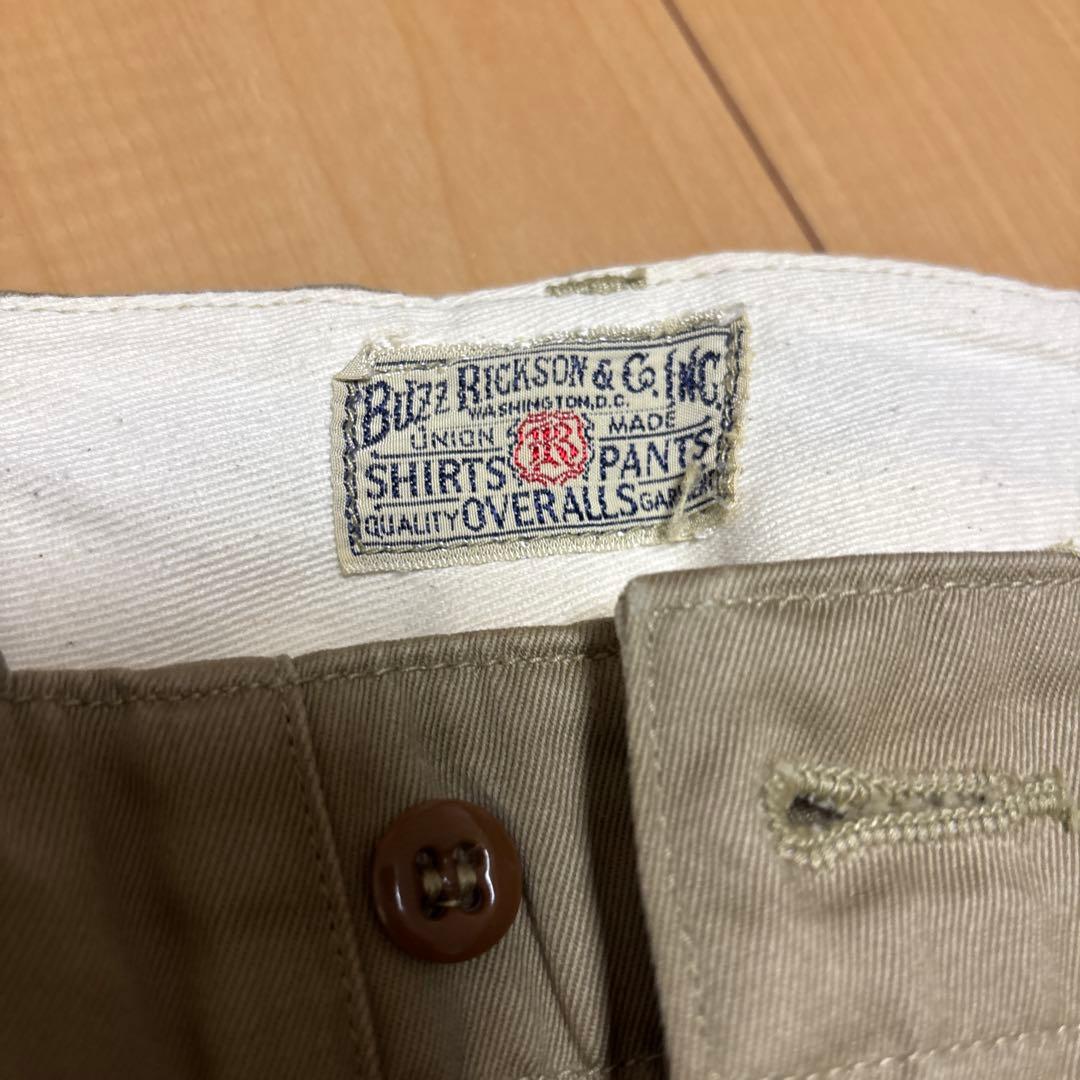 BUZZ RICKSON & CO. INC.
WASHINGTON, D.C.
UNION MADE
R
SHIRTS PANTS
QUALITY OVERALLS